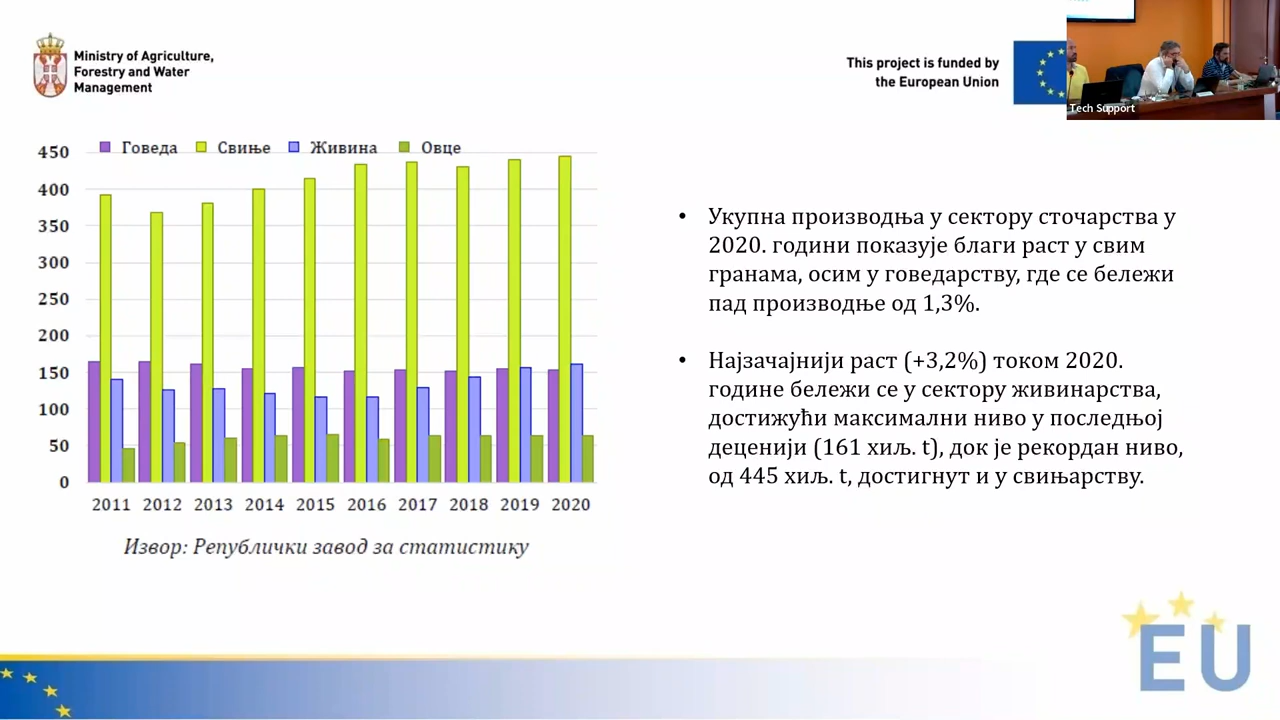 Ministry of Agriculture,
Forestry and Water
Management
This project is funded by
the European Union
Tech Support
Говеда Свиње Живина Овце
450
400
350
300
250
200
150
100
50
0
2011 2012 2013 2014 2015 2016 2017 2018 2019 2020
Извор: Републички завод за статистику
• Укупна производња у сектору сточарства у
2020. години показује благи раст у свим
гранама, осим у говедарству, где се бележи
пад производње од 1,3%.
• Најзачајнији раст (+3,2%) током 2020.
године бележи се у сектору живинарства,
достижући максимални ниво у последњој
деценији (161 хиљ. t), док је рекордан ниво,
од 445 хиљ. t, достигнут и у свињарству.
EU